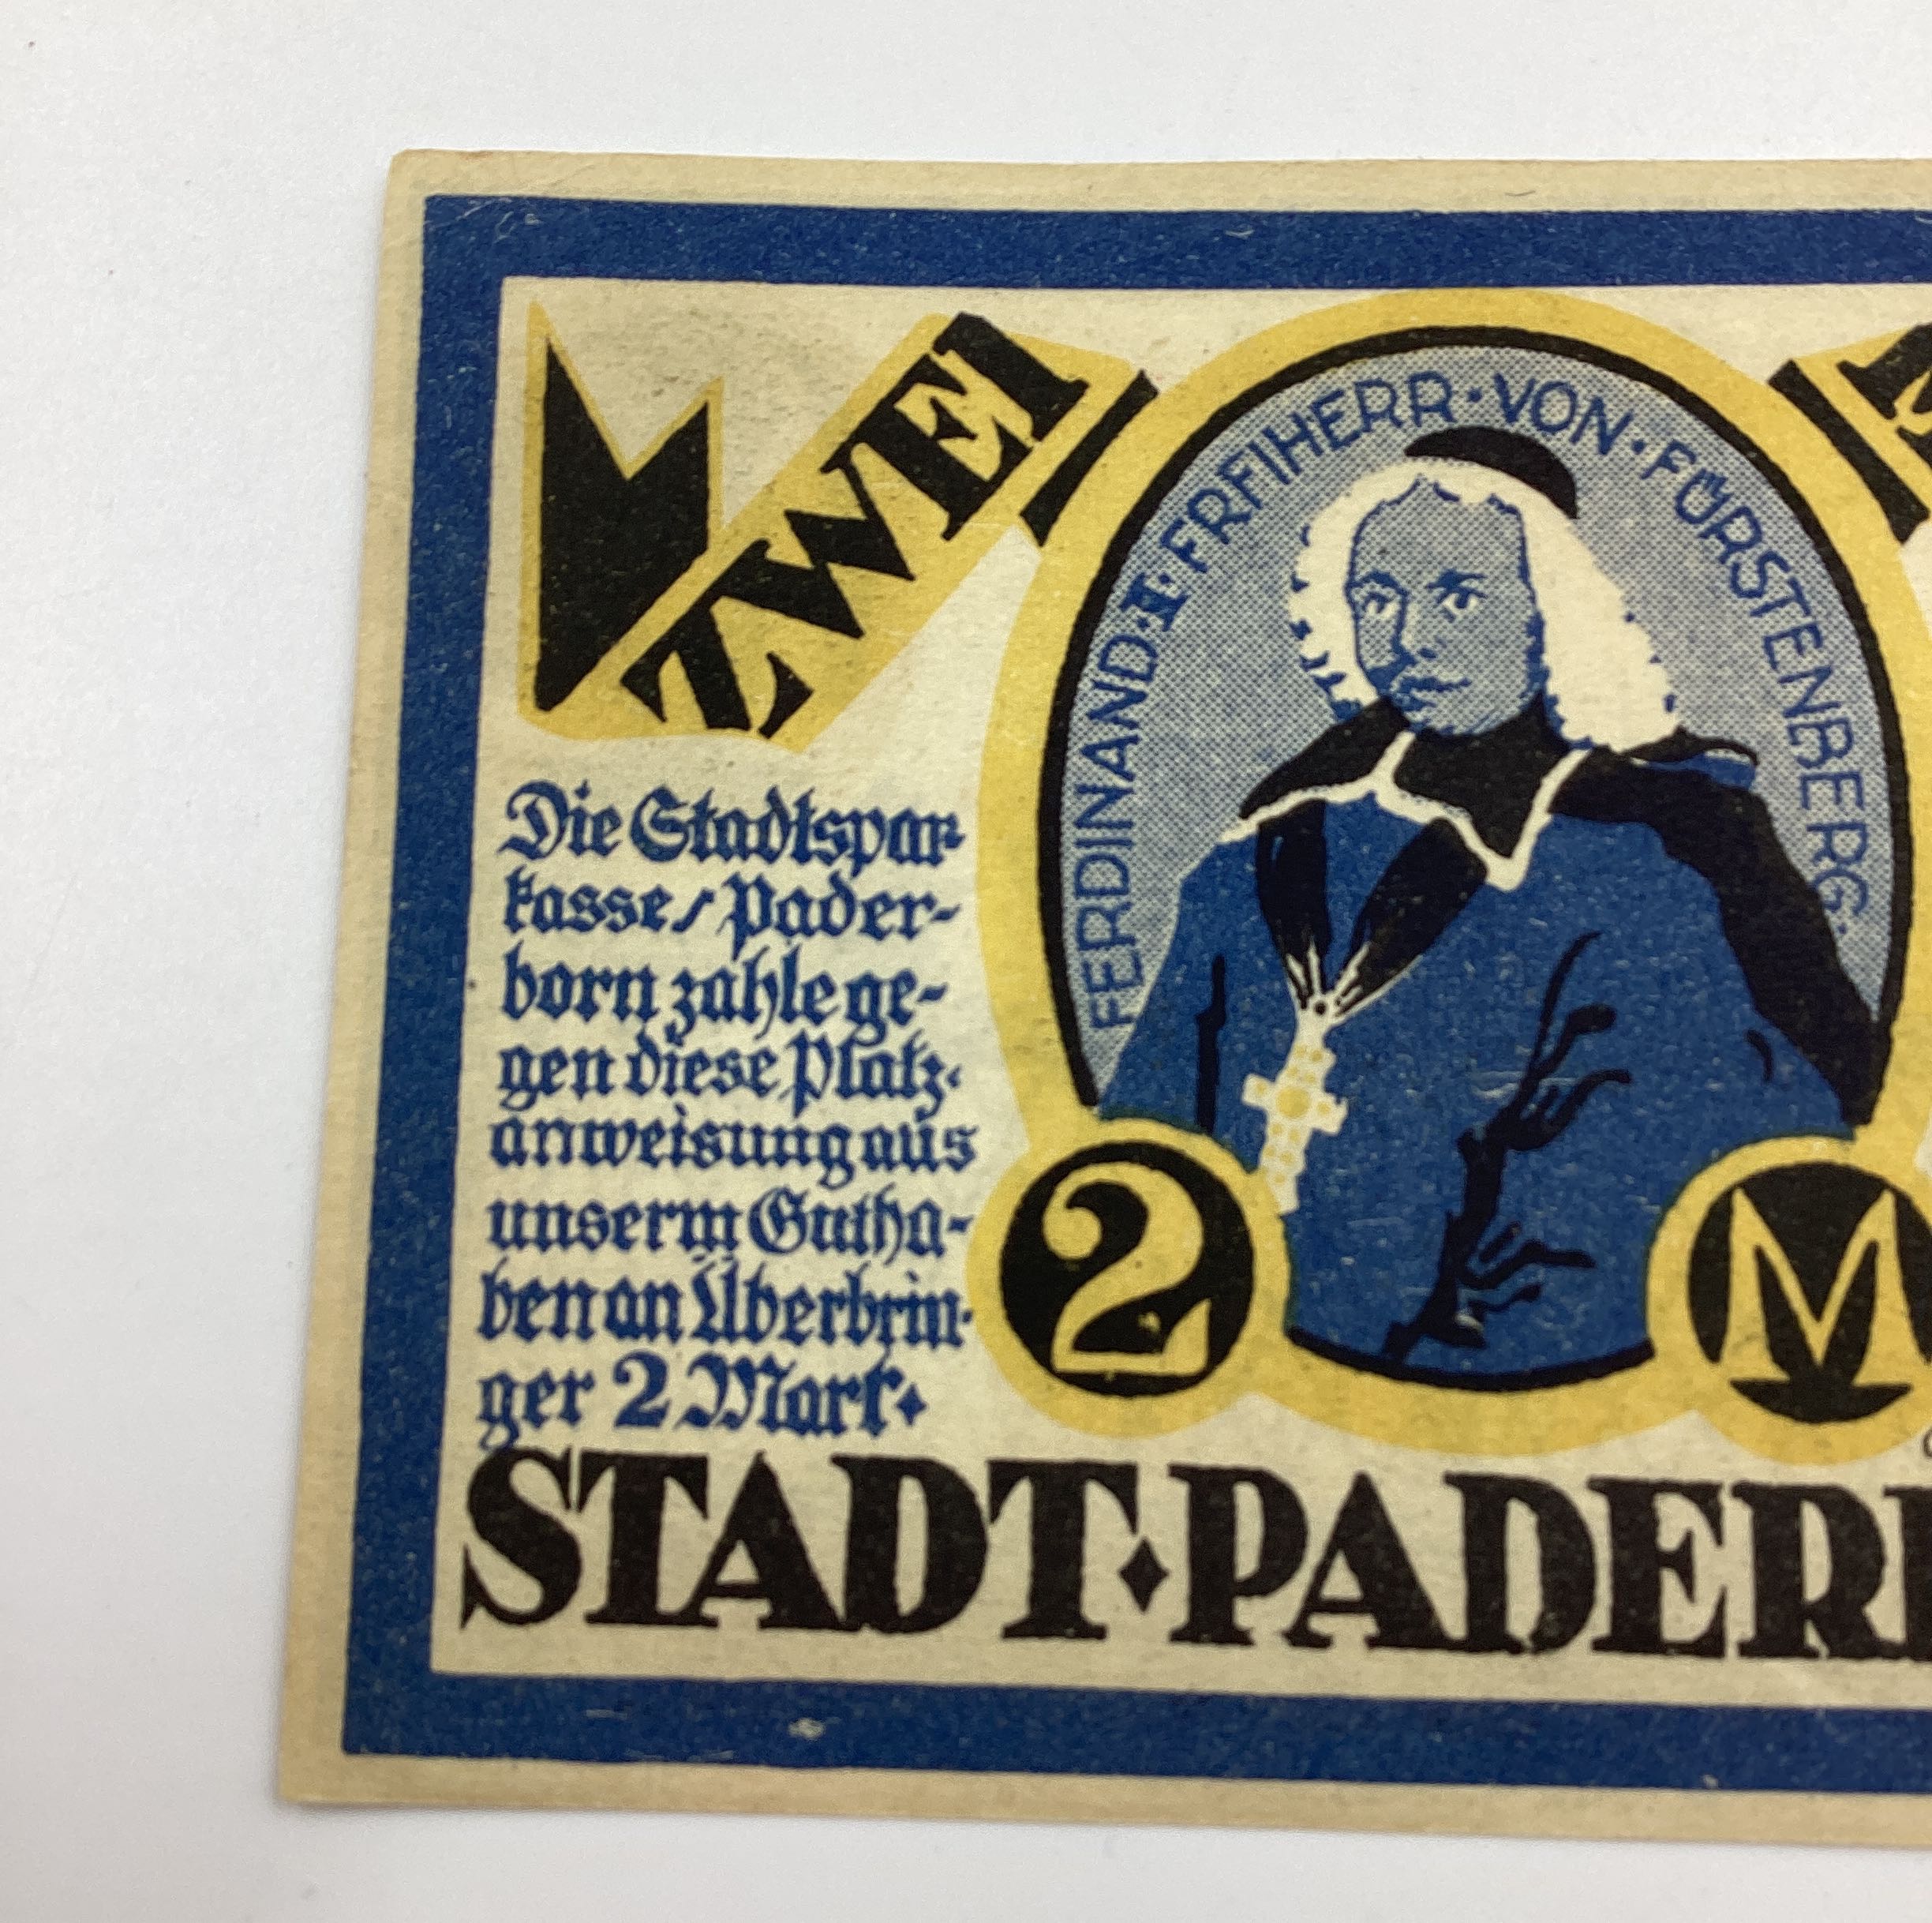 ZWEI
FERDINAND·I·FRFIHERR·VON·FÜRSTENBERG·
Die Stadtspar-
kasse/Pader-
born zahle ge-
gen diese Platz-
anweisung aus
unserm Gutha-
ben an Überbrin-
ger 2 Mark
2 M
STADT·PADER